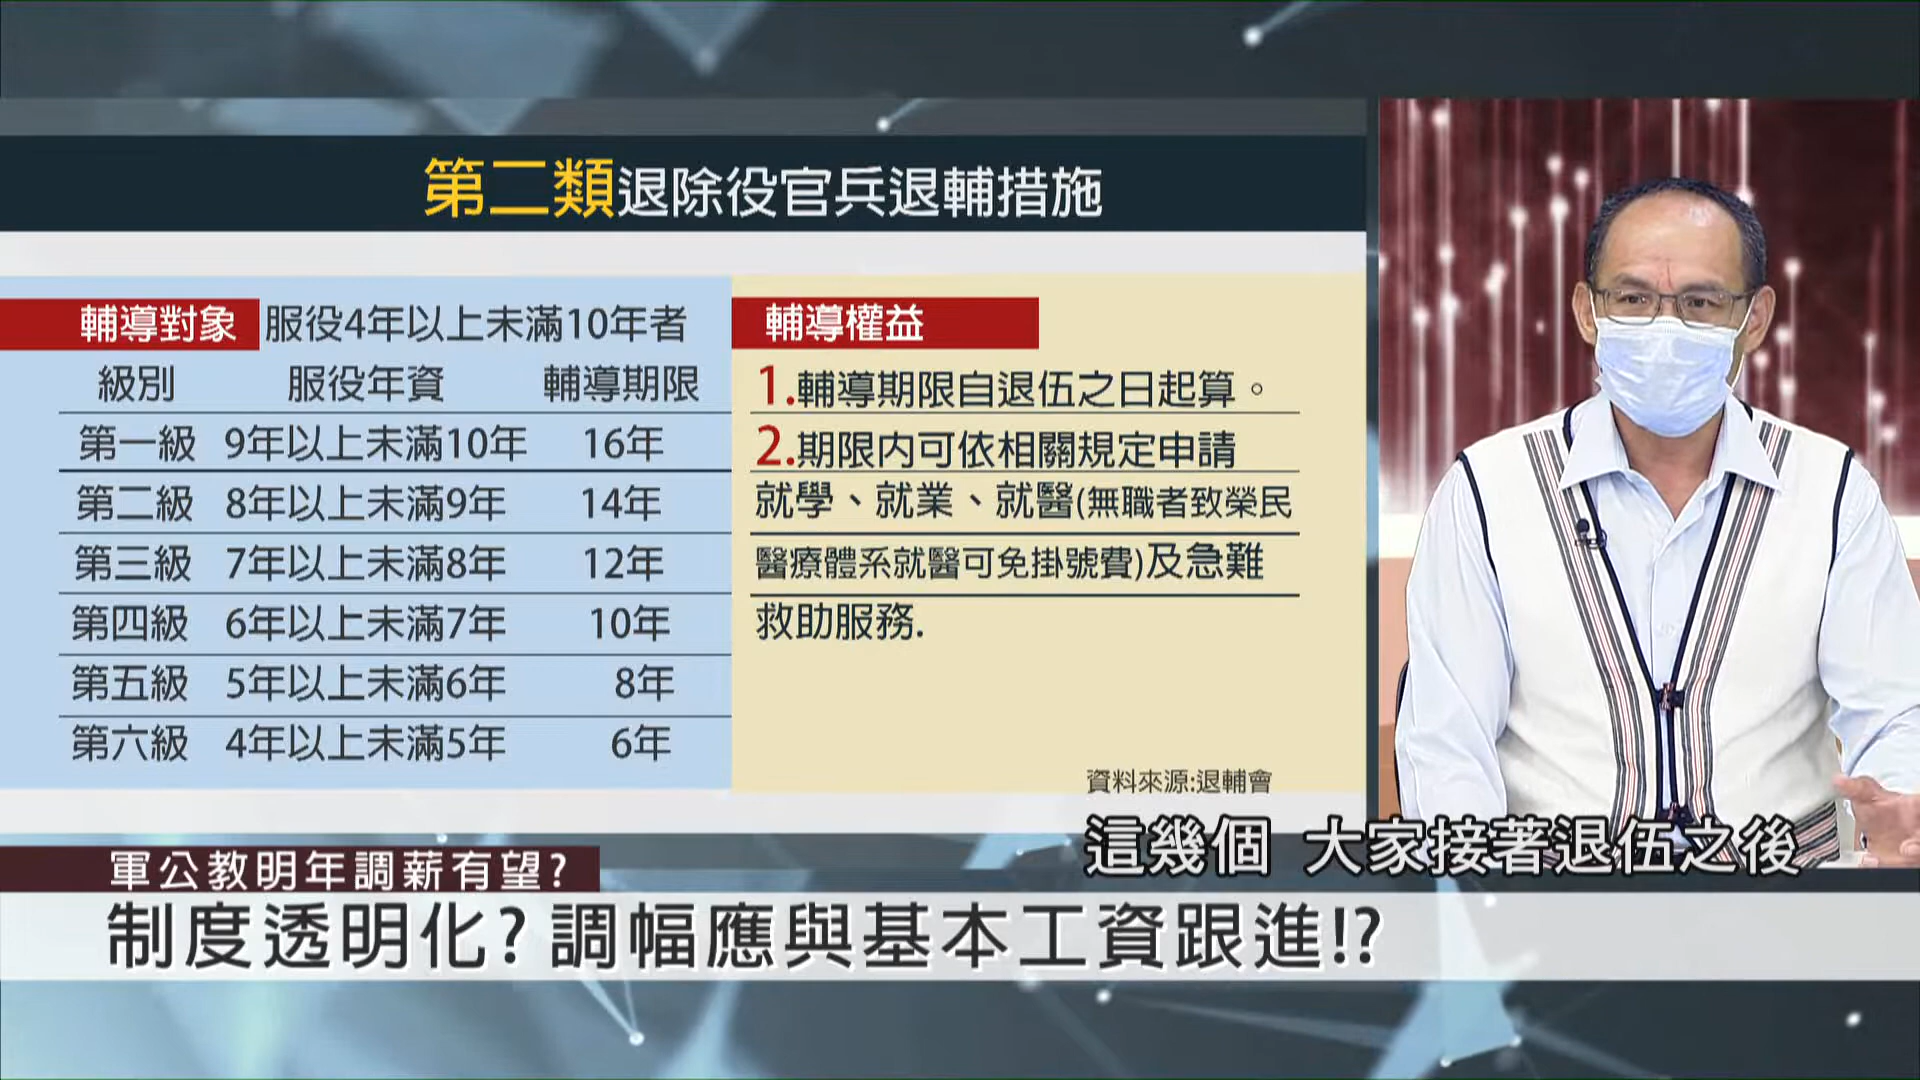 第二類退除役官兵退輔措施
輔導對象 服役4年以上未滿10年者
級別 服役年資 輔導期限
第一級 9年以上未滿10年 16年
第二級 8年以上未滿9年 14年
第三級 7年以上未滿8年 12年
第四級 6年以上未滿7年 10年
第五級 5年以上未滿6年 8年
第六級 4年以上未滿5年 6年
輔導權益
1.輔導期限自退伍之日起算。
2.期限內可依相關規定申請
就學、就業、就醫(無職者致榮民
醫療體系就醫可免掛號費)及急難
救助服務.
資料來源:退輔會
這幾個 大家接著退伍之後
軍公教明年調薪有望?
制度透明化?調幅應與基本工資跟進!?